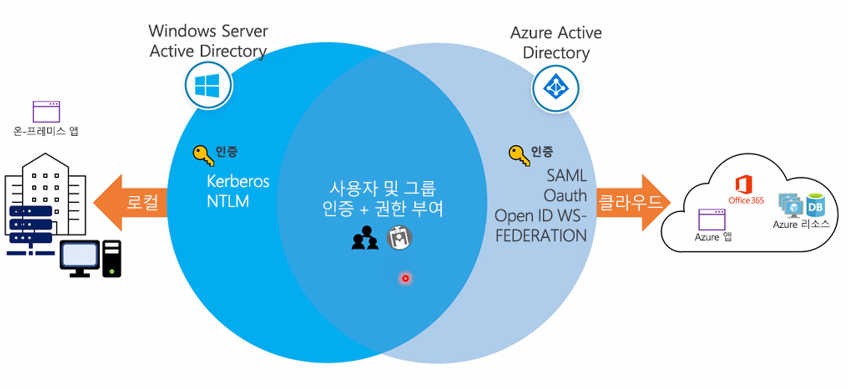 Windows Server
Active Directory
Azure Active
Directory
온-프레미스 앱
인증
Kerberos
NTLM
로컬
사용자 및 그룹
인증 + 권한 부여
인증
SAML
Oauth
Open ID WS-
FEDERATION
클라우드
Office 365
Azure 앱
DB
Azure 리소스